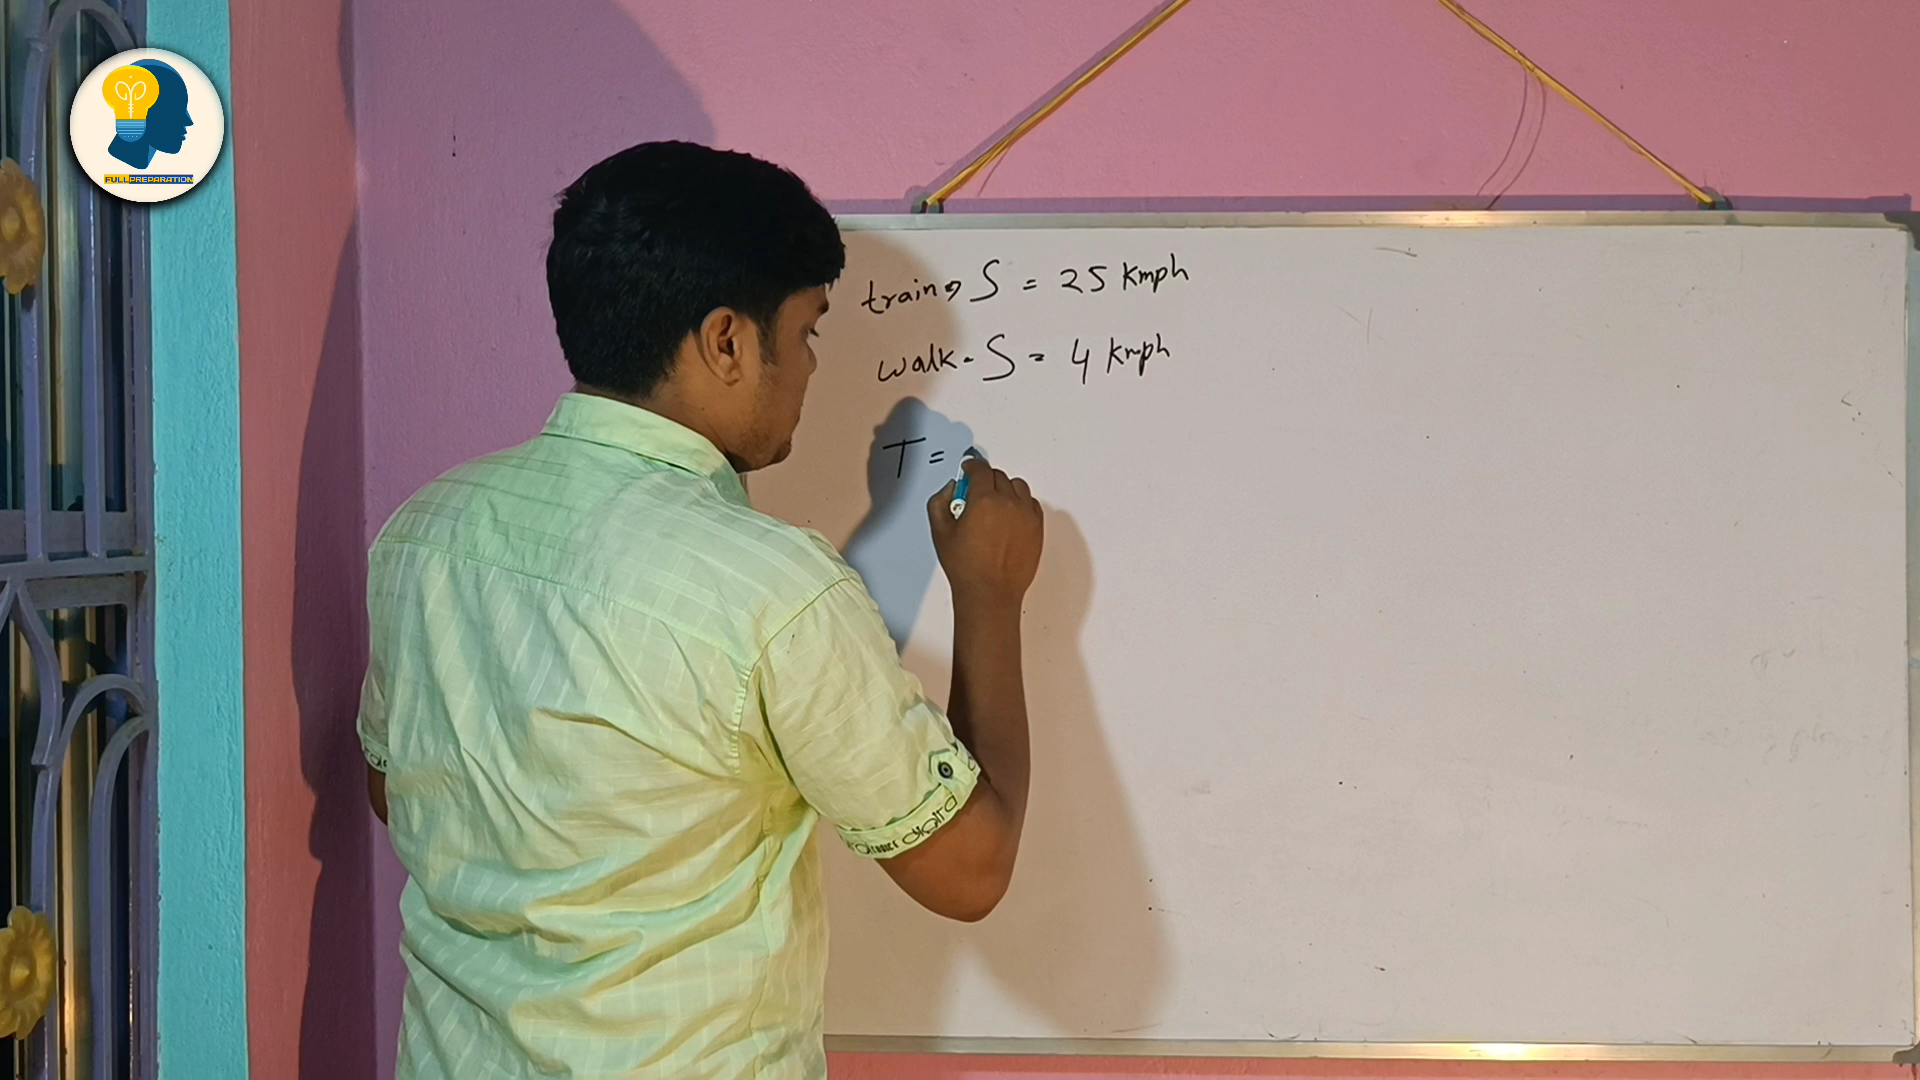 FULLPREPARATION
train → S = 25 Kmph
walk - S = 4 Kmph
T =